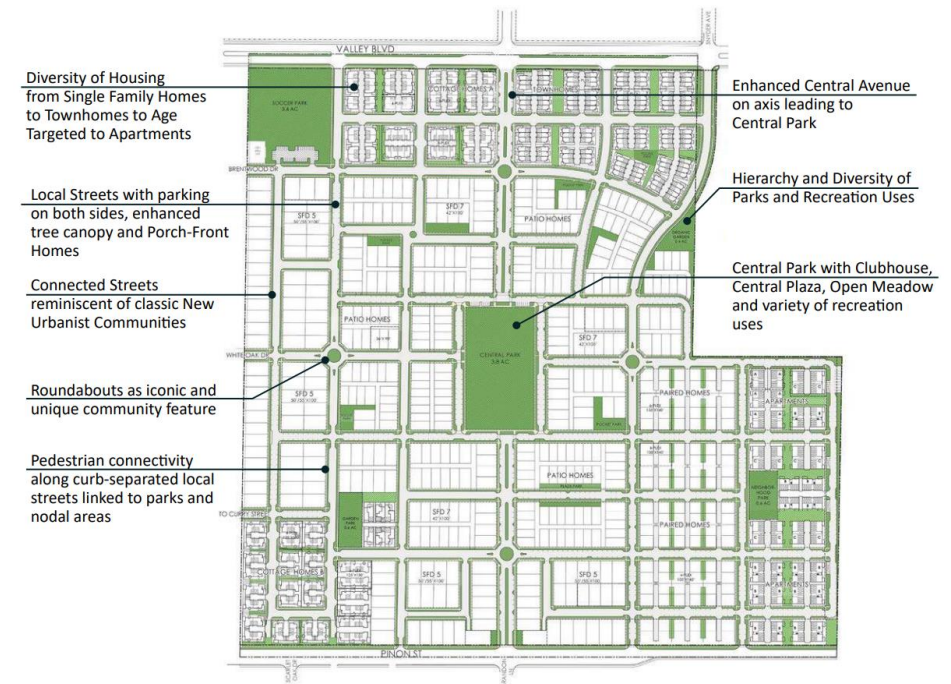 VALLEY BLVD
SNYDER AVE
Diversity of Housing
from Single Family Homes
to Townhomes to Age
Targeted to Apartments
Enhanced Central Avenue
on axis leading to
Central Park
SOCCER PARK
COTTAGE HOMES A
TOWNHOMES
BRENTWOOD DR
Hierarchy and Diversity of
Parks and Recreation Uses
Local Streets with parking
on both sides, enhanced
tree canopy and Porch-Front
Homes
SFD 5
SFD 7
PATIO HOMES
Central Park with Clubhouse,
Central Plaza, Open Meadow
and variety of recreation
uses
Connected Streets
reminiscent of classic New
Urbanist Communities
PATIO HOMES
SFD 7
WHITE OAK DR
CENTRAL PARK
Roundabouts as iconic and
unique community feature
SFD 5
PAIRED HOMES
APARTMENTS
POCKET PARK
Pedestrian connectivity
along curb-separated local
streets linked to parks and
nodal areas
PATIO HOMES
TO CURRY STREET
SFD 7
PAIRED HOMES
COTTAGE HOMES B
SFD 5
SFD 5
APARTMENTS
PINON ST